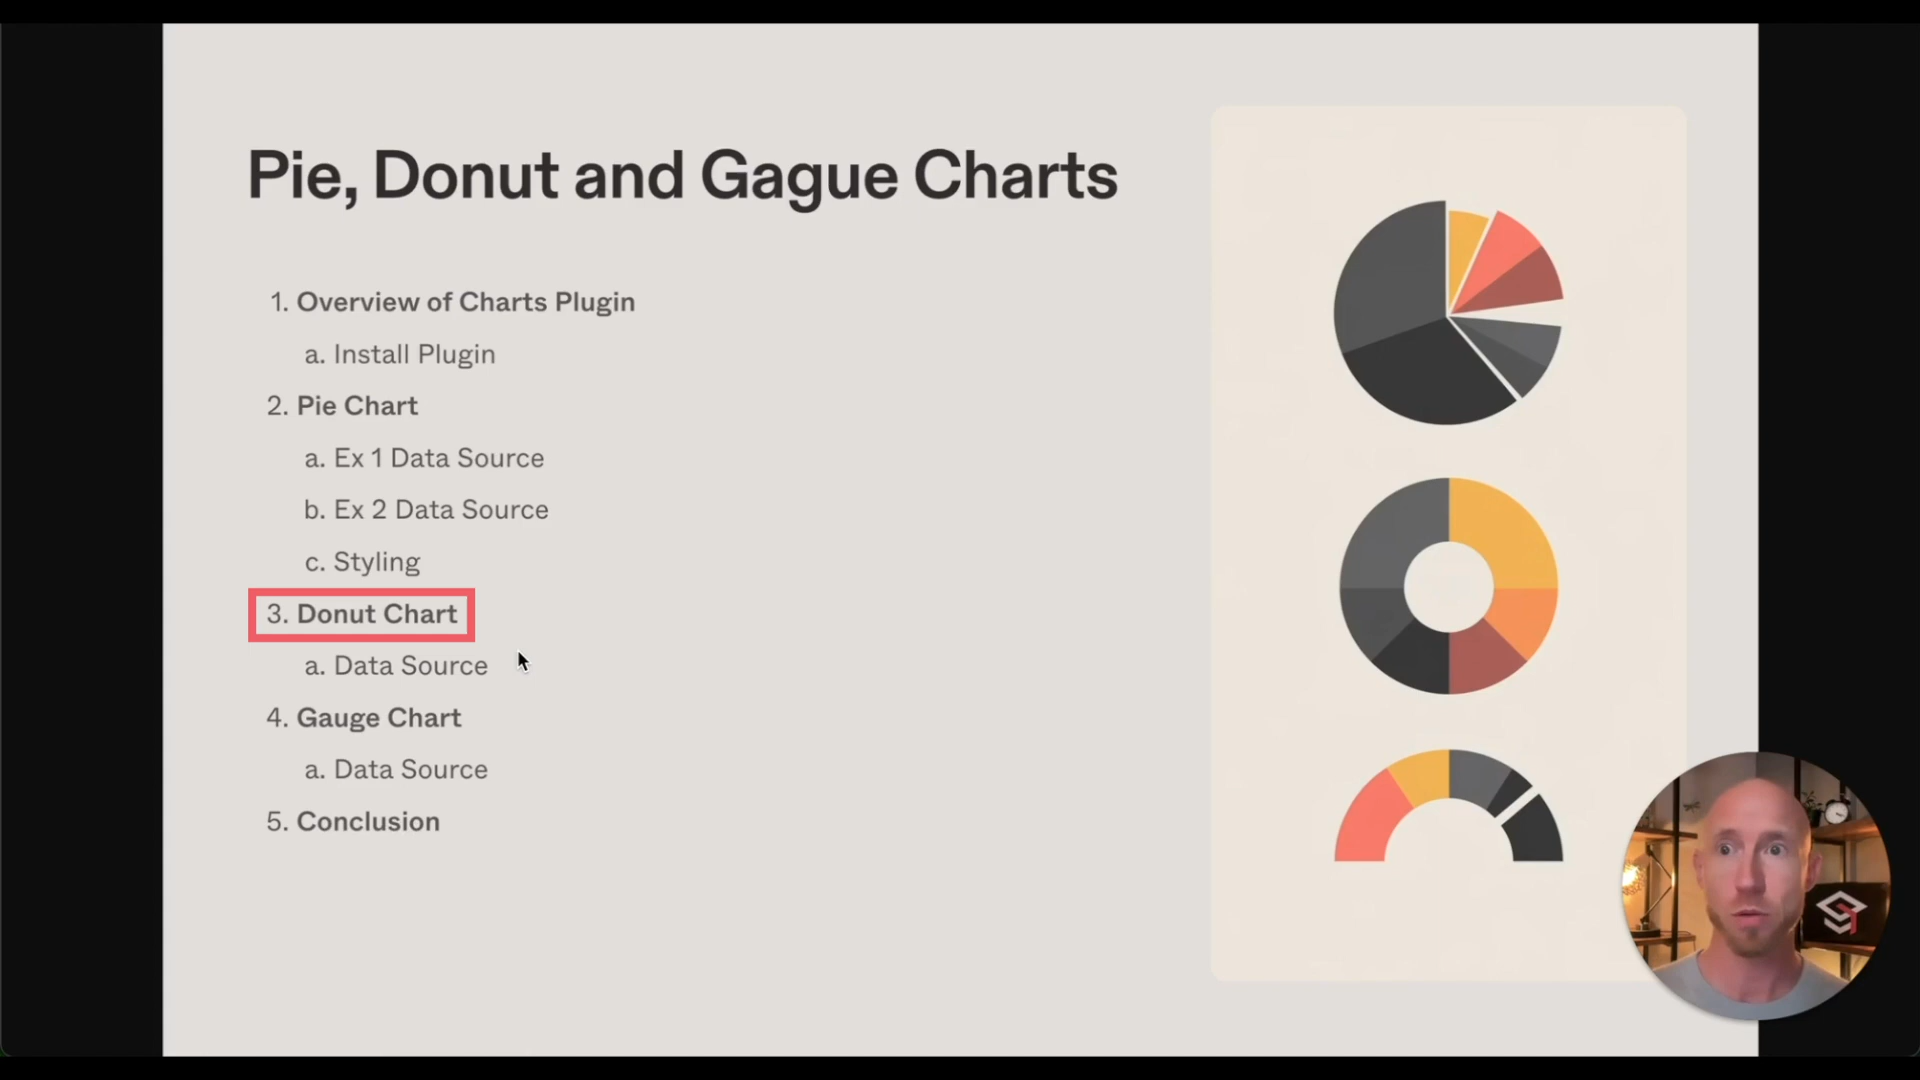 Pie, Donut and Gague Charts
1. Overview of Charts Plugin
a. Install Plugin
2. Pie Chart
a. Ex 1 Data Source
b. Ex 2 Data Source
c. Styling
3. Donut Chart
a. Data Source
4. Gauge Chart
a. Data Source
5. Conclusion